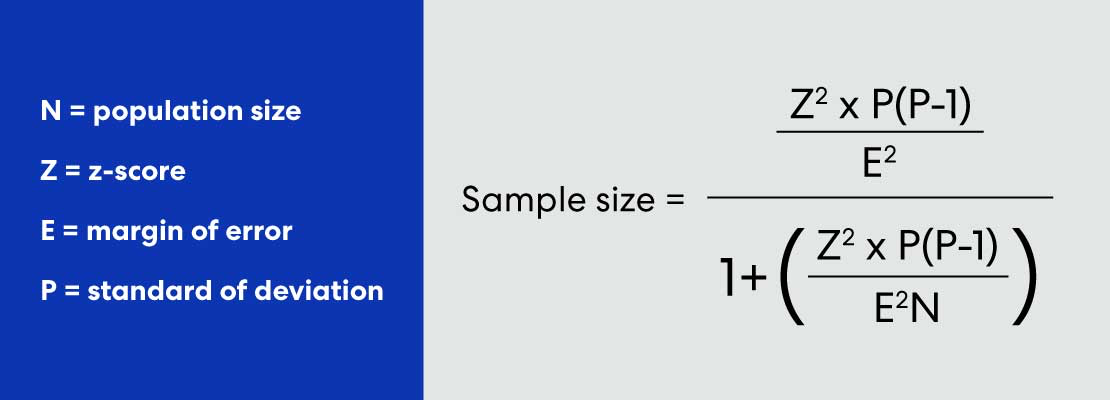 N = population size
Z = z-score
E = margin of error
P = standard of deviation
Z² x P(P-1)
E²
Sample size =
1+ ( Z² x P(P-1)
E²N )